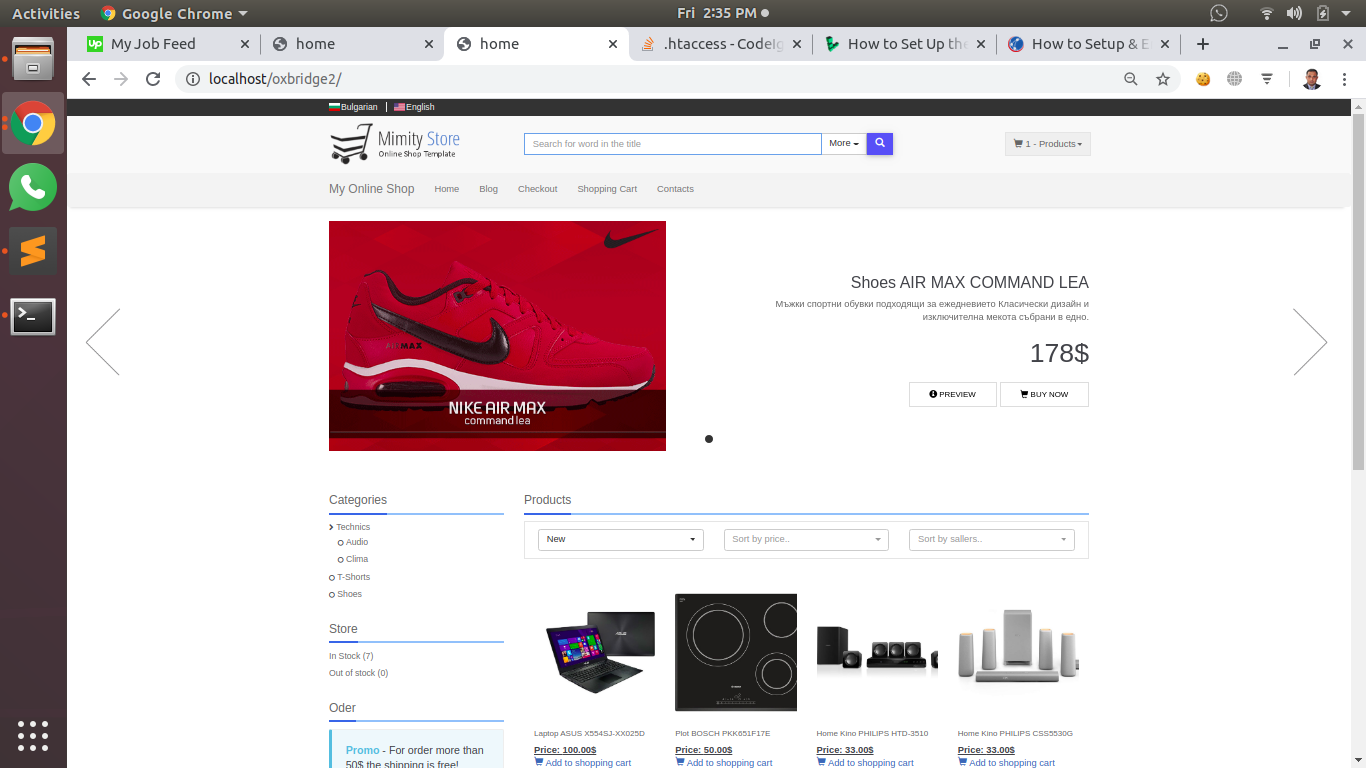 Activities
Google Chrome
Fri 2:35 PM
My Job Feed
home
home
.htaccess - CodeIg
How to Set Up the
How to Setup & E
localhost/oxbridge2/
Bulgarian
English
Mimity Store
Online Shop Template
Search for word in the title
More
1 - Products
My Online Shop
Home
Blog
Checkout
Shopping Cart
Contacts
AIRMAX
NIKE AIR MAX
command lea
Shoes AIR MAX COMMAND LEA
Мъжки спортни обувки подходящи за ежедневието Класически дизайн и
изключителна мекота събрани в едно.
178$
PREVIEW
BUY NOW
Categories
Technics
Audio
Clima
T-Shorts
Shoes
Store
In Stock (7)
Out of stock (0)
Oder
Promo - For order more than
50$ the shipping is free!
Products
New
Sort by price..
Sort by sallers..
Laptop ASUS X554SJ-XX025D
Price: 100.00$
Add to shopping cart
Plot BOSCH PKK651F17E
Price: 50.00$
Add to shopping cart
Home Kino PHILIPS HTD-3510
Price: 33.00$
Add to shopping cart
Home Kino PHILIPS CSS5530G
Price: 33.00$
Add to shopping cart